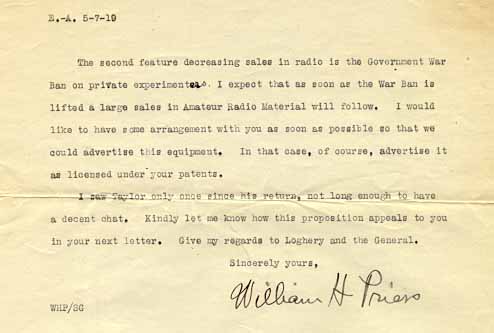 E.-A. 5-7-19
The second feature decreasing sales in radio is the Government War
Ban on private experiments. I expect that as soon as the War Ban is
lifted a large sales in Amateur Radio Material will follow. I would
like to have some arrangement with you as soon as possible so that we
could advertise this equipment. In that case, of course, advertise it
as licensed under your patents.
I saw Taylor only once since his return, not long enough to have
a decent chat. Kindly let me know how this proposition appeals to you
in your next letter. Give my regards to Loghery and the General.
Sincerely yours,
William H Priess
WHP/SG